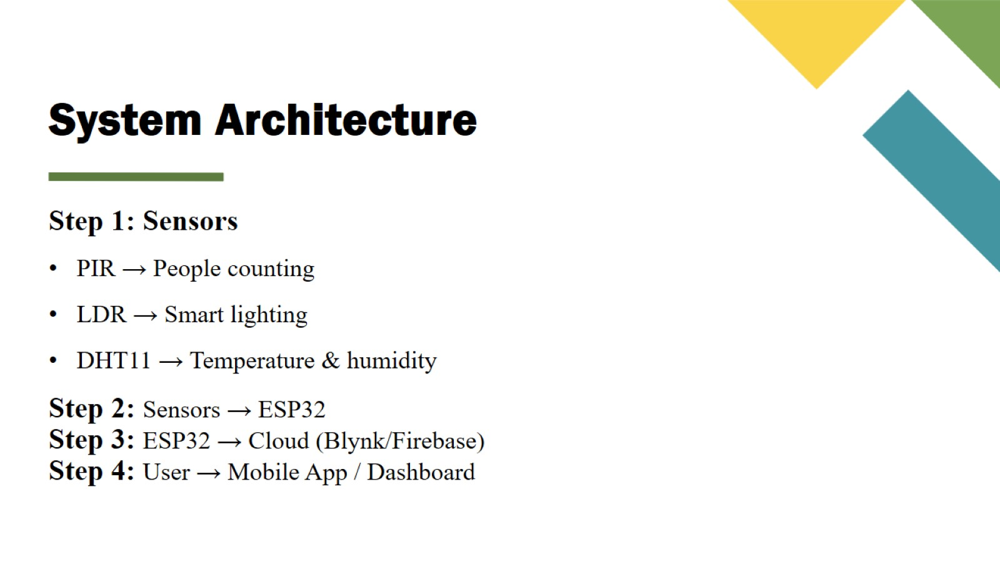 System Architecture
Step 1: Sensors
• PIR → People counting
• LDR → Smart lighting
• DHT11 → Temperature & humidity
Step 2: Sensors → ESP32
Step 3: ESP32 → Cloud (Blynk/Firebase)
Step 4: User → Mobile App / Dashboard